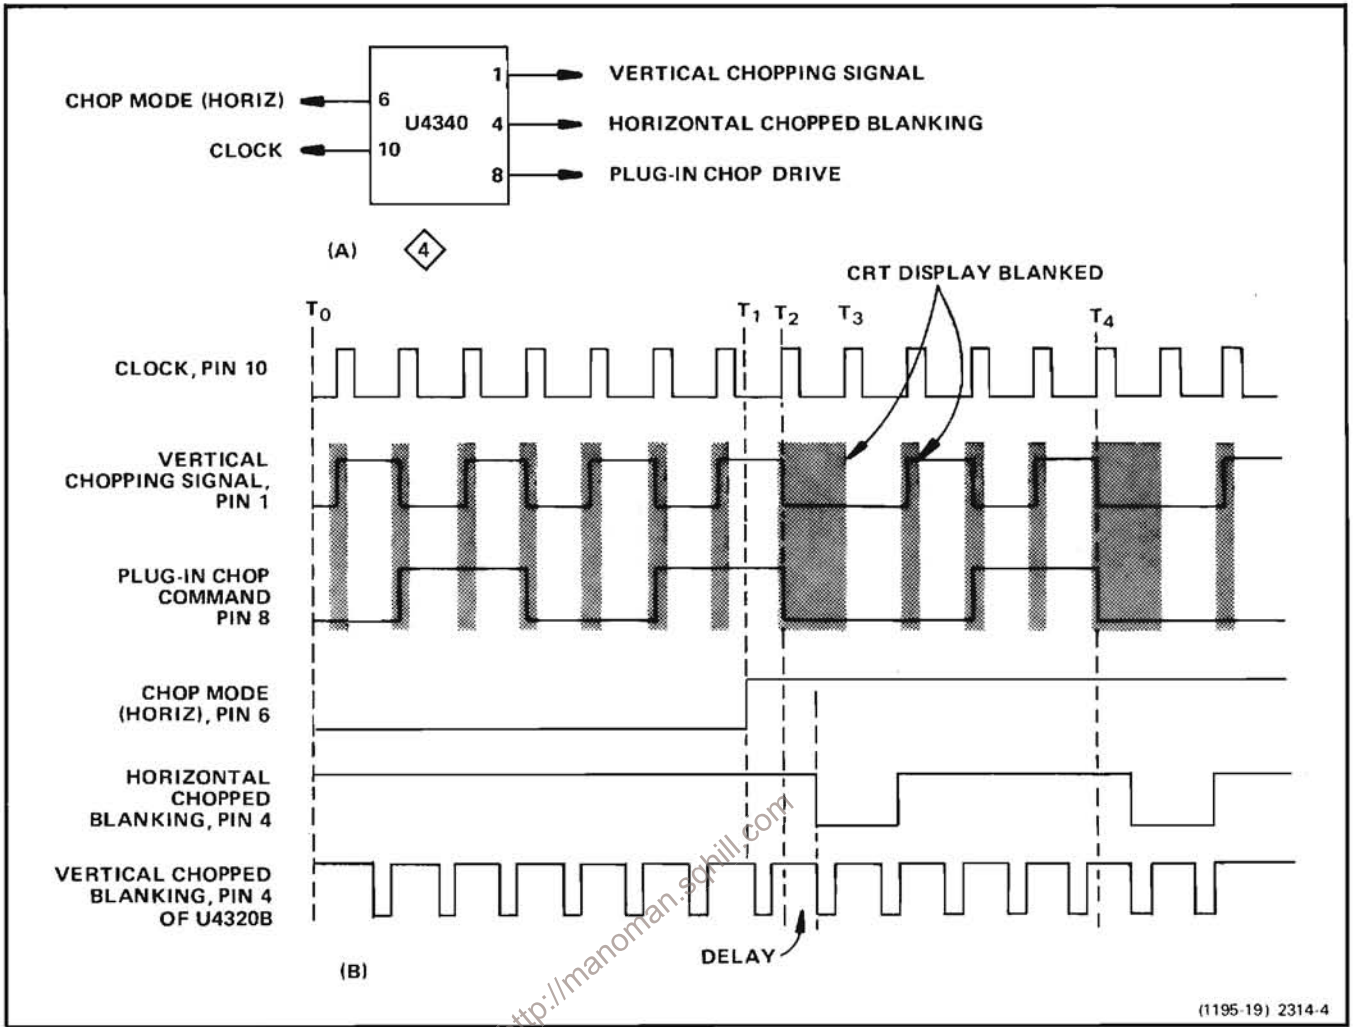 CHOP MODE (HORIZ)
CLOCK
6
10
U4340
1
4
8
VERTICAL CHOPPING SIGNAL
HORIZONTAL CHOPPED BLANKING
PLUG-IN CHOP DRIVE
(A)
4
CRT DISPLAY BLANKED
T0 T1 T2 T3 T4
CLOCK, PIN 10
VERTICAL
CHOPPING SIGNAL,
PIN 1
PLUG-IN CHOP
COMMAND
PIN 8
CHOP MODE
(HORIZ), PIN 6
HORIZONTAL
CHOPPED
BLANKING, PIN 4
VERTICAL CHOPPED
BLANKING, PIN 4
OF U4320B
DELAY
(B)
http://manoman.sqhill.com
(1195-19) 2314-4